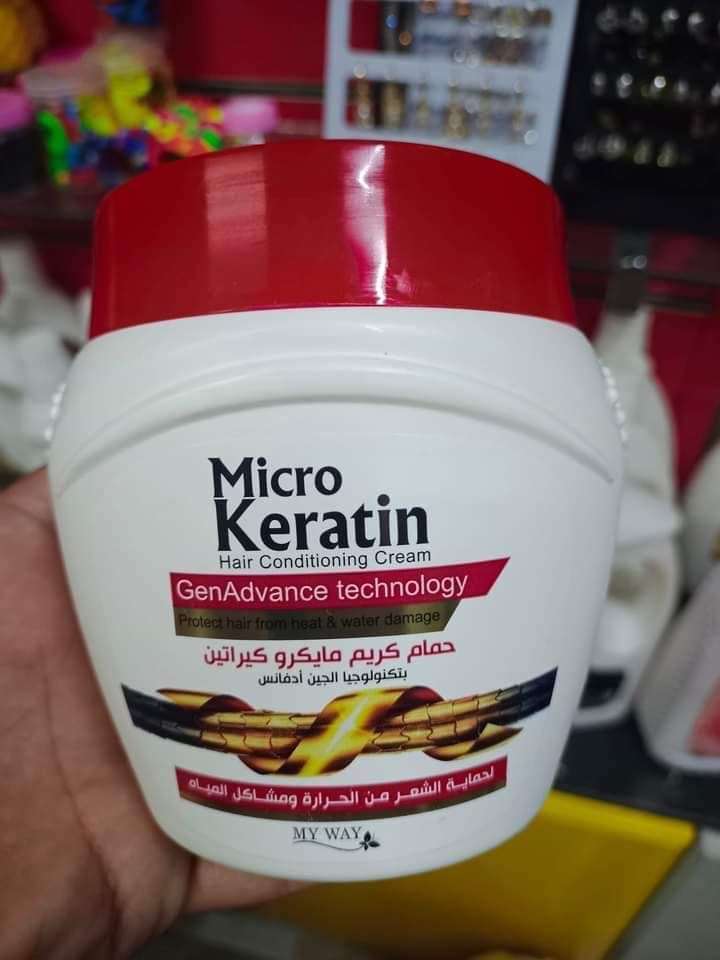 Micro
Keratin
Hair Conditioning Cream
GenAdvance technology
Protect hair from heat & water damage
حمام كريم مايكرو كيراتين
بتكنولوجيا الجين أدفانس
لحماية الشعر من الحرارة ومشاكل المياه
MY WAY